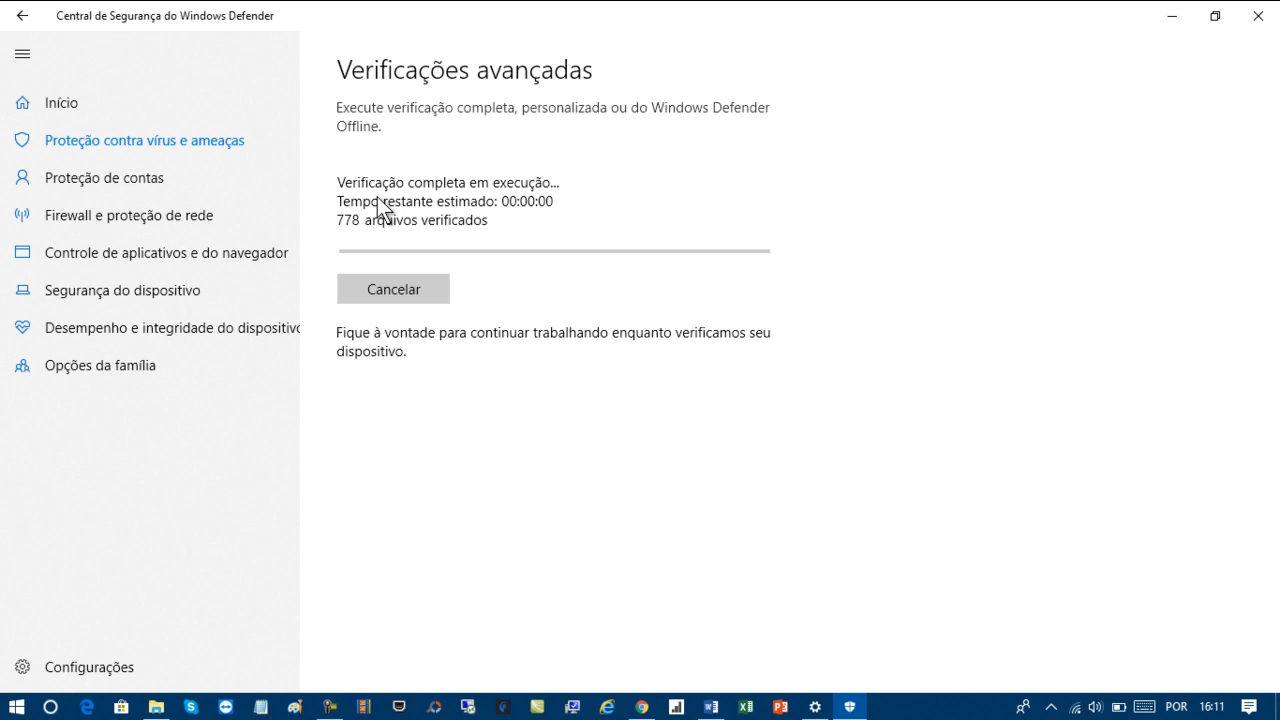 Central de Segurança do Windows Defender
Início
Proteção contra vírus e ameaças
Proteção de contas
Firewall e proteção de rede
Controle de aplicativos e do navegador
Segurança do dispositivo
Desempenho e integridade do dispositivo
Opções da família
Configurações
Verificações avançadas
Execute verificação completa, personalizada ou do Windows Defender
Offline.
Verificação completa em execução...
Tempo restante estimado: 00:00:00
778 arquivos verificados
Cancelar
Fique à vontade para continuar trabalhando enquanto verificamos seu
dispositivo.
POR 16:11